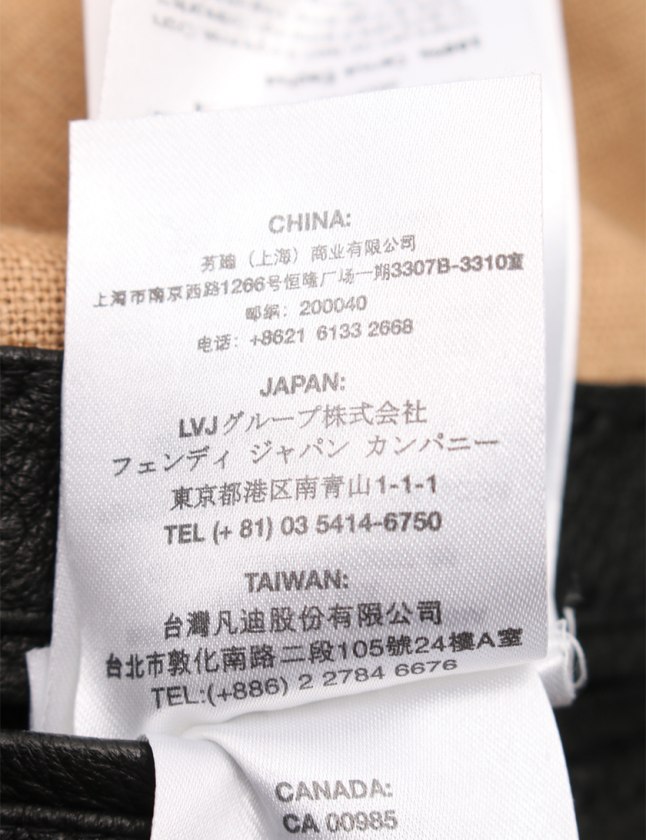 CHINA:
芬廸（上海）商业有限公司
上海市南京西路1266号恒隆广场一期3307B-3310室
邮编：200040
电话：+8621 6133 2668
JAPAN:
LVJグループ株式会社
フェンディ ジャパン カンパニー
東京都港区南青山1-1-1
TEL (+ 81) 03 5414-6750
TAIWAN:
台灣凡迪股份有限公司
台北市敦化南路二段105號24樓A室
TEL:(+886) 2 2784 6676
CANADA:
CA 00985